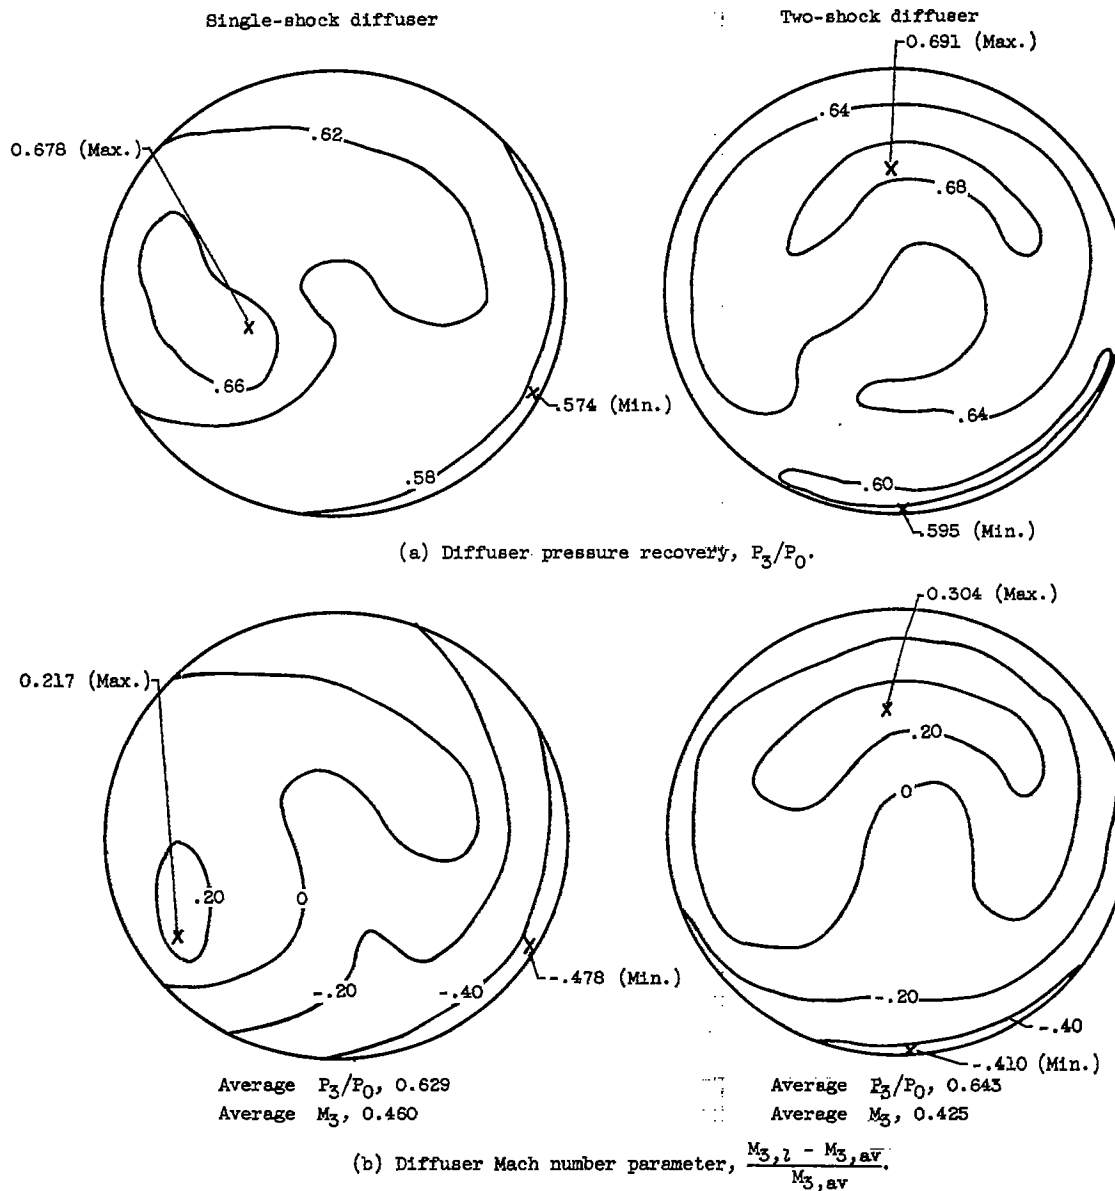 Single-shock diffuser
Two-shock diffuser
0.691 (Max.)
.62
.64
0.678 (Max.)
.68
.66
.574 (Min.)
.64
.58
.60
.595 (Min.)
(a) Diffuser pressure recovery, P3/P0.
0.304 (Max.)
0.217 (Max.)
.20
0
.20
0
-.478 (Min.)
-.20
-.40
-.20
-.40
-.410 (Min.)
Average P3/P0, 0.629
Average P3/P0, 0.643
Average M3, 0.460
Average M3, 0.425
(b) Diffuser Mach number parameter, M3,l - M3,av / M3,av.